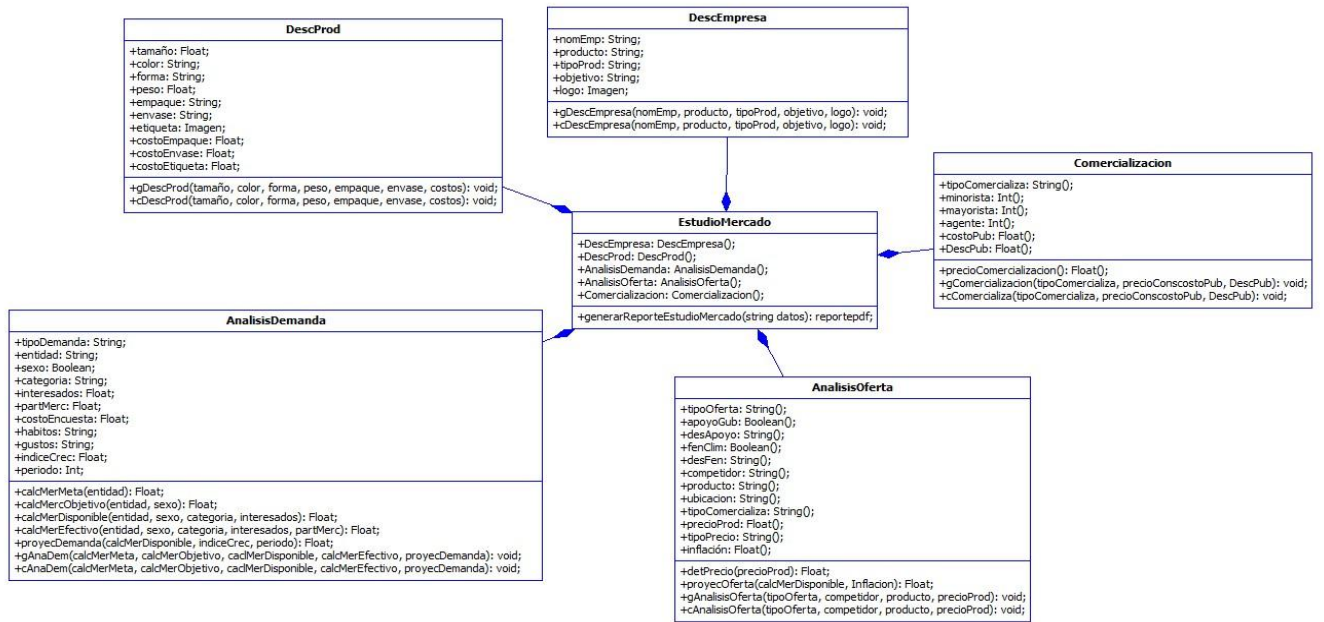 DescProd
+tamaño: Float;
+color: String;
+forma: String;
+peso: Float;
+empaque: String;
+envase: String;
+etiqueta: Imagen;
+costoEmpaque: Float;
+costoEnvase: Float;
+costoEtiqueta: Float;
+gDescProd(tamaño, color, forma, peso, empaque, envase, costos): void;
+cDescProd(tamaño, color, forma, peso, empaque, envase, costos): void;
DescEmpresa
+nomEmp: String;
+producto: String;
+tipoProd: String;
+objetivo: String;
+logo: Imagen;
+gDescEmpresa(nomEmp, producto, tipoProd, objetivo, logo): void;
+cDescEmpresa(nomEmp, producto, tipoProd, objetivo, logo): void;
Comercializacion
+tipoComercializa: String();
+minorista: Int();
+mayorista: Int();
+agente: Int();
+costoPub: Float();
+DescPub: Float();
+precioComercializacion(): Float();
+gComercializacion(tipoComercializa, precioConscostoPub, DescPub): void;
+cComercializa(tipoComercializa, precioConscostoPub, DescPub): void;
EstudioMercado
+DescEmpresa: DescEmpresa();
+DescProd: DescProd();
+AnalisisDemanda: AnalisisDemanda();
+AnalisisOferta: AnalisisOferta();
+Comercializacion: Comercializacion();
+generarReporteEstudioMercado(string datos): reportepdf;
AnalisisDemanda
+tipoDemanda: String;
+entidad: String;
+sexo: Boolean;
+categoria: String;
+interesados: Float;
+partMerc: Float;
+costoEncuesta: Float;
+habitos: String;
+gustos: String;
+indiceCrec: Float;
+periodo: Int;
+calcMerMeta(entidad): Float;
+calcMercObjetivo(entidad, sexo): Float;
+calcMerDisponible(entidad, sexo, categoria, interesados): Float;
+calcMerEfectivo(entidad, sexo, categoria, interesados, partMerc): Float;
+proyecDemanda(calcMerDisponible, indiceCrec, periodo): Float;
+gAnaDem(calcMerMeta, calcMerObjetivo, caclMerDisponible, calcMerEfectivo, proyecDemanda): void;
+cAnaDem(calcMerMeta, calcMerObjetivo, caclMerDisponible, calcMerEfectivo, proyecDemanda): void;
AnalisisOferta
+tipoOferta: String();
+apoyoGub: Boolean();
+desApoyo: String();
+fenClim: Boolean();
+desFen: String();
+competidor: String();
+producto: String();
+ubicacion: String();
+tipoComercializa: String();
+precioProd: Float();
+tipoPrecio: String();
+inflación: Float();
+detPrecio(precioProd): Float;
+proyecOferta(calcMerDisponible, Inflacion): Float;
+gAnalisisOferta(tipoOferta, competidor, producto, precioProd): void;
+cAnalisisOferta(tipoOferta, competidor, producto, precioProd): void;